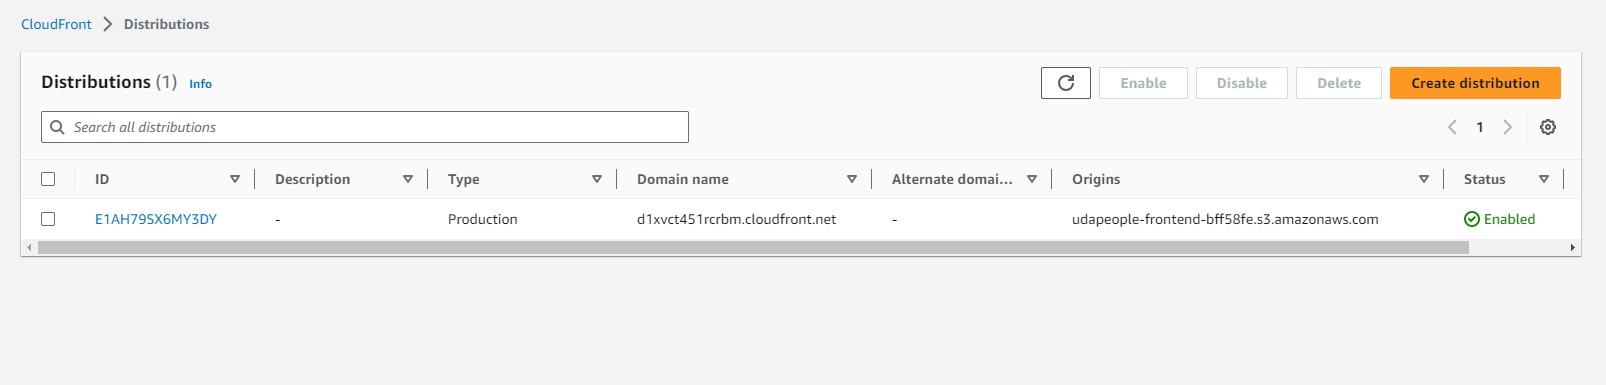 CloudFront > Distributions
Distributions (1) Info
Enable Disable Delete Create distribution
Search all distributions
1
ID Description Type Domain name Alternate domai... Origins Status
E1AH79SX6MY3DY - Production d1xvct451rcrbm.cloudfront.net - udapeople-frontend-bff58fe.s3.amazonaws.com Enabled